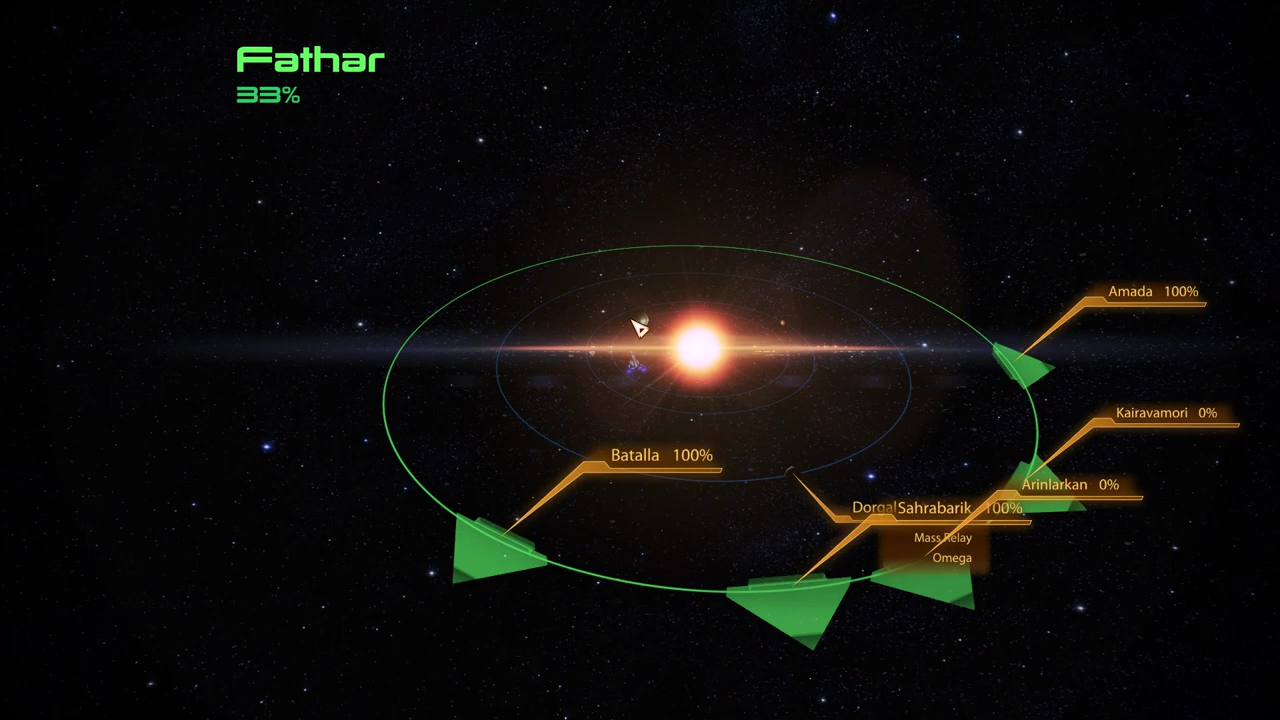 Fathar
33%
Amada 100%
Kairavamori 0%
Batalla 100%
Arinlarkan 0%
Dorgal
Sahrabarik 100%
Mass Relay
Omega